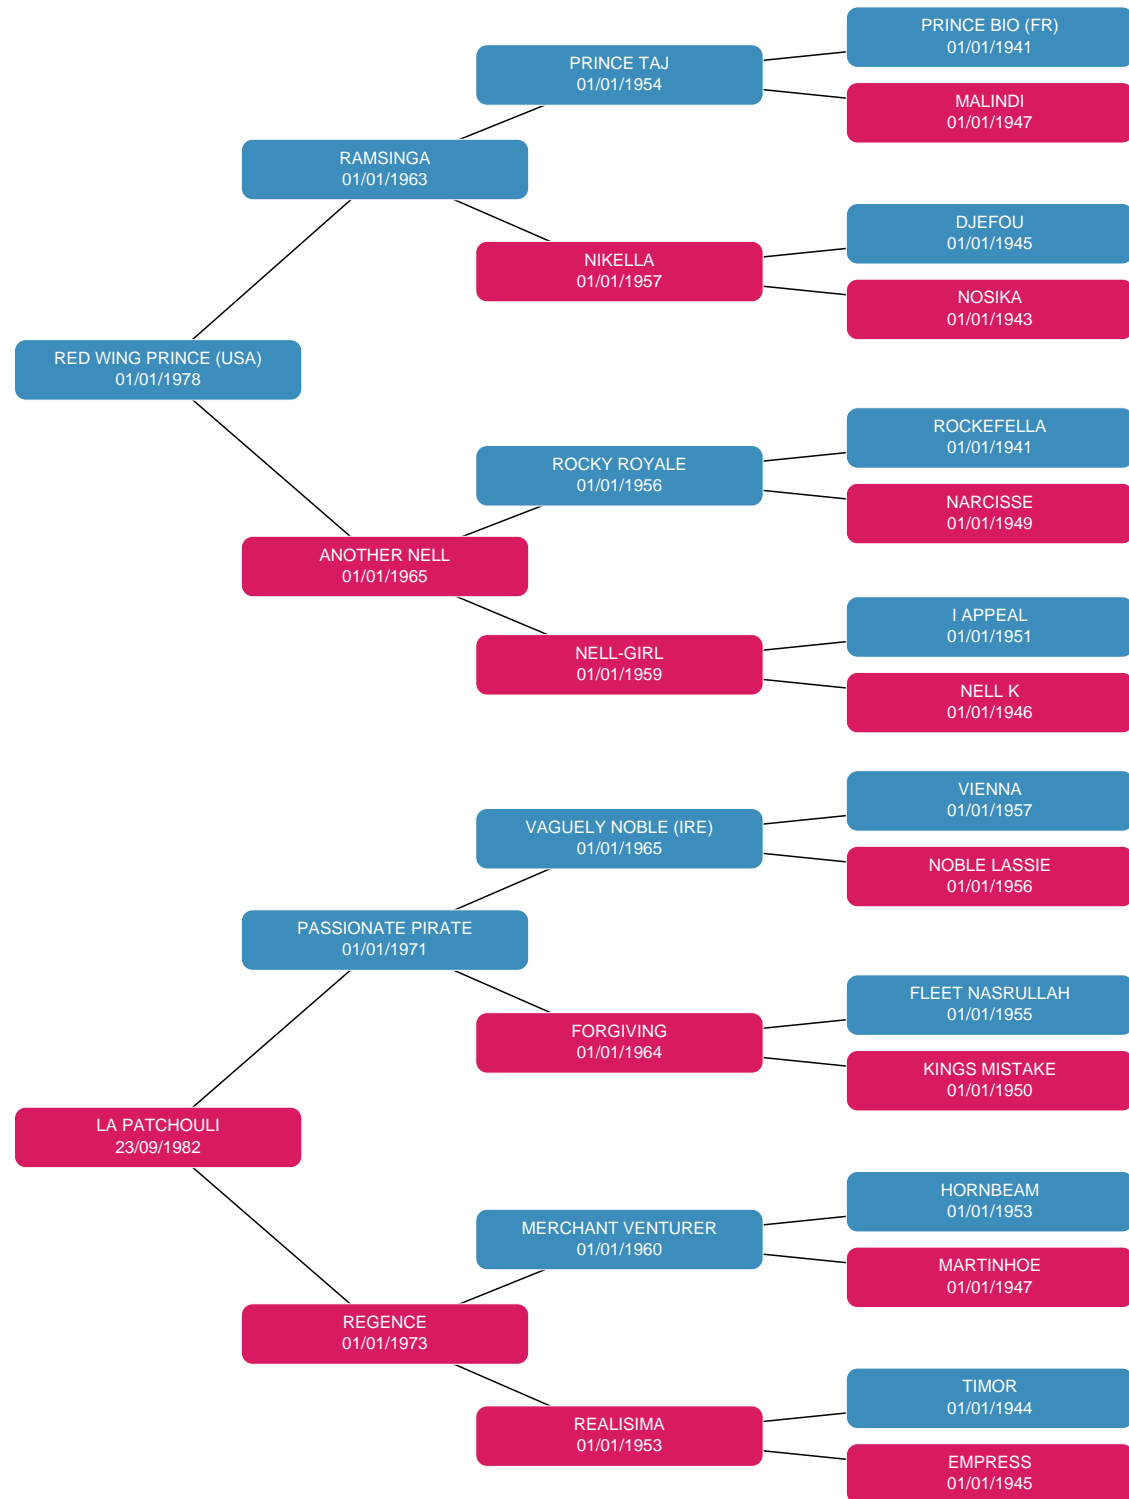 PRINCE BIO (FR)
01/01/1941
PRINCE TAJ
01/01/1954
MALINDI
01/01/1947
RAMSINGA
01/01/1963
DJEFOU
01/01/1945
NIKELLA
01/01/1957
NOSIKA
01/01/1943
RED WING PRINCE (USA)
01/01/1978
ROCKEFELLA
01/01/1941
ROCKY ROYALE
01/01/1956
NARCISSE
01/01/1949
ANOTHER NELL
01/01/1965
I APPEAL
01/01/1951
NELL-GIRL
01/01/1959
NELL K
01/01/1946
VIENNA
01/01/1957
VAGUELY NOBLE (IRE)
01/01/1965
NOBLE LASSIE
01/01/1956
PASSIONATE PIRATE
01/01/1971
FLEET NASRULLAH
01/01/1955
FORGIVING
01/01/1964
KINGS MISTAKE
01/01/1950
LA PATCHOULI
23/09/1982
HORNBEAM
01/01/1953
MERCHANT VENTURER
01/01/1960
MARTINHOE
01/01/1947
REGENCE
01/01/1973
TIMOR
01/01/1944
REALISIMA
01/01/1953
EMPRESS
01/01/1945